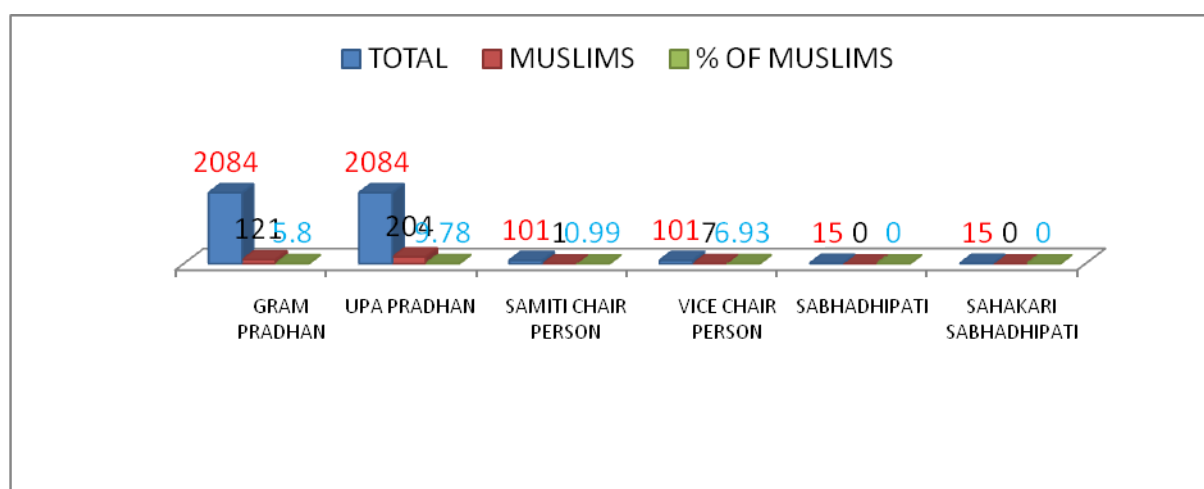 TOTAL MUSLIMS % OF MUSLIMS
2084 2084
121 5.8 204 9.78 101 1 0.99 101 7 6.93 15 0 0 15 0 0
GRAM PRADHAN
UPA PRADHAN
SAMITI CHAIR
PERSON
VICE CHAIR
PERSON
SABHADHIPATI
SAHAKARI
SABHADHIPATI